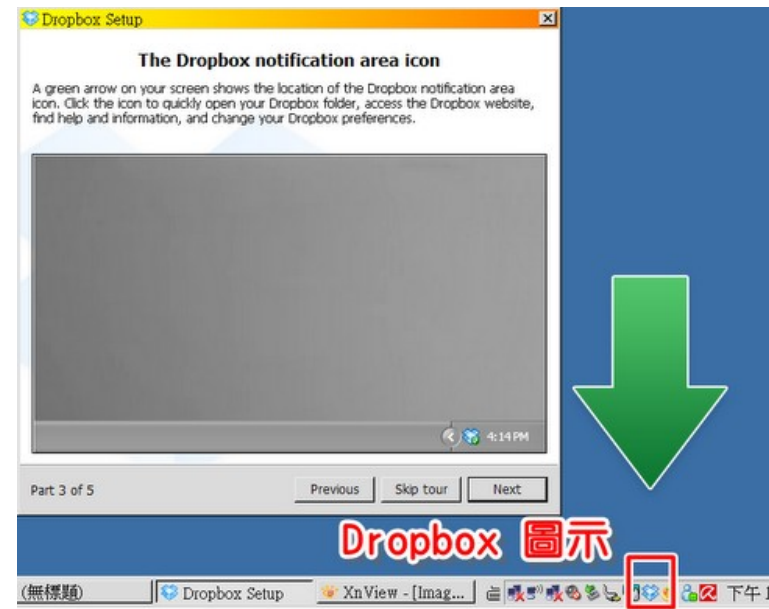 Dropbox Setup
The Dropbox notification area icon
A green arrow on your screen shows the location of the Dropbox notification area
icon. Click the icon to quickly open your Dropbox folder, access the Dropbox website,
find help and information, and change your Dropbox preferences.
4:14 PM
Part 3 of 5
Previous
Skip tour
Next
Dropbox 圖示
(無標題)
Dropbox Setup
XnView - [Imag...
下午 1